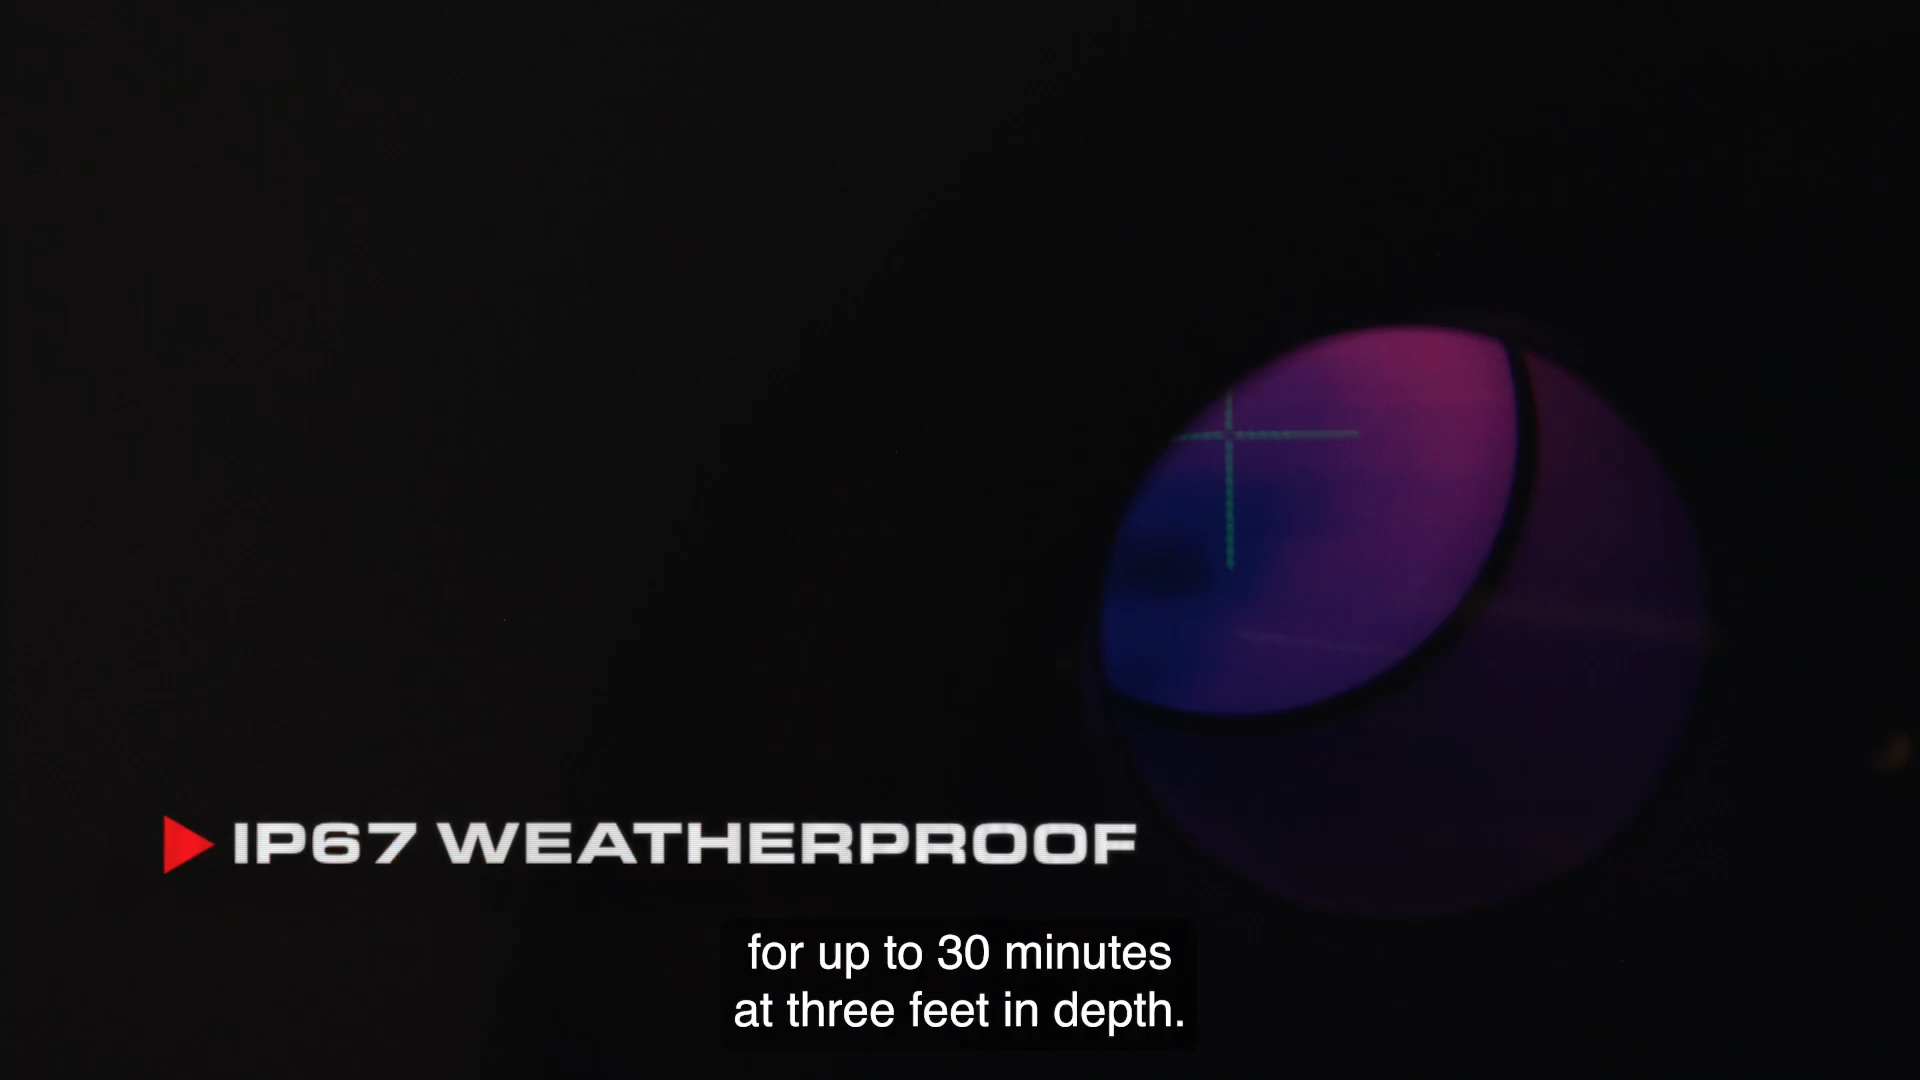 IP67 WEATHERPROOF
for up to 30 minutes
at three feet in depth.